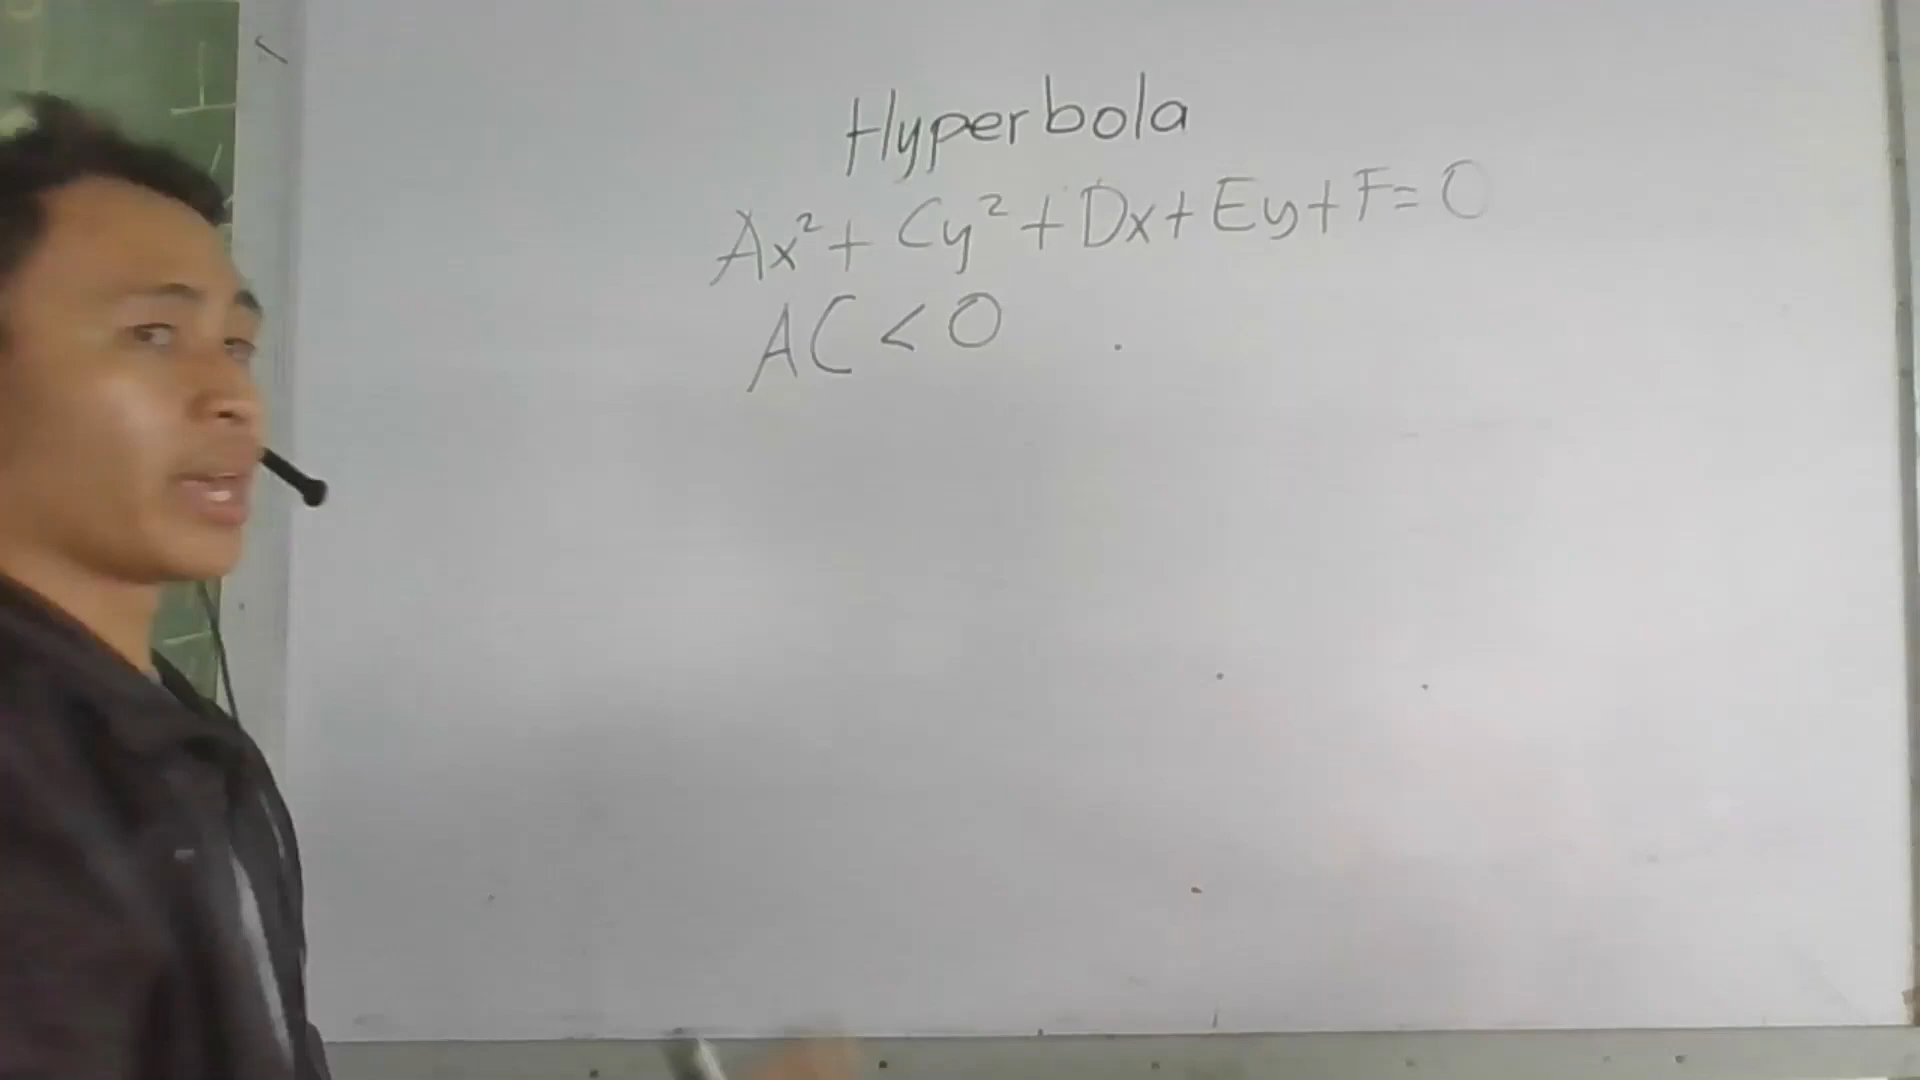 Hyperbola
Ax² + Cy² + Dx + Ey + F = 0
AC < 0